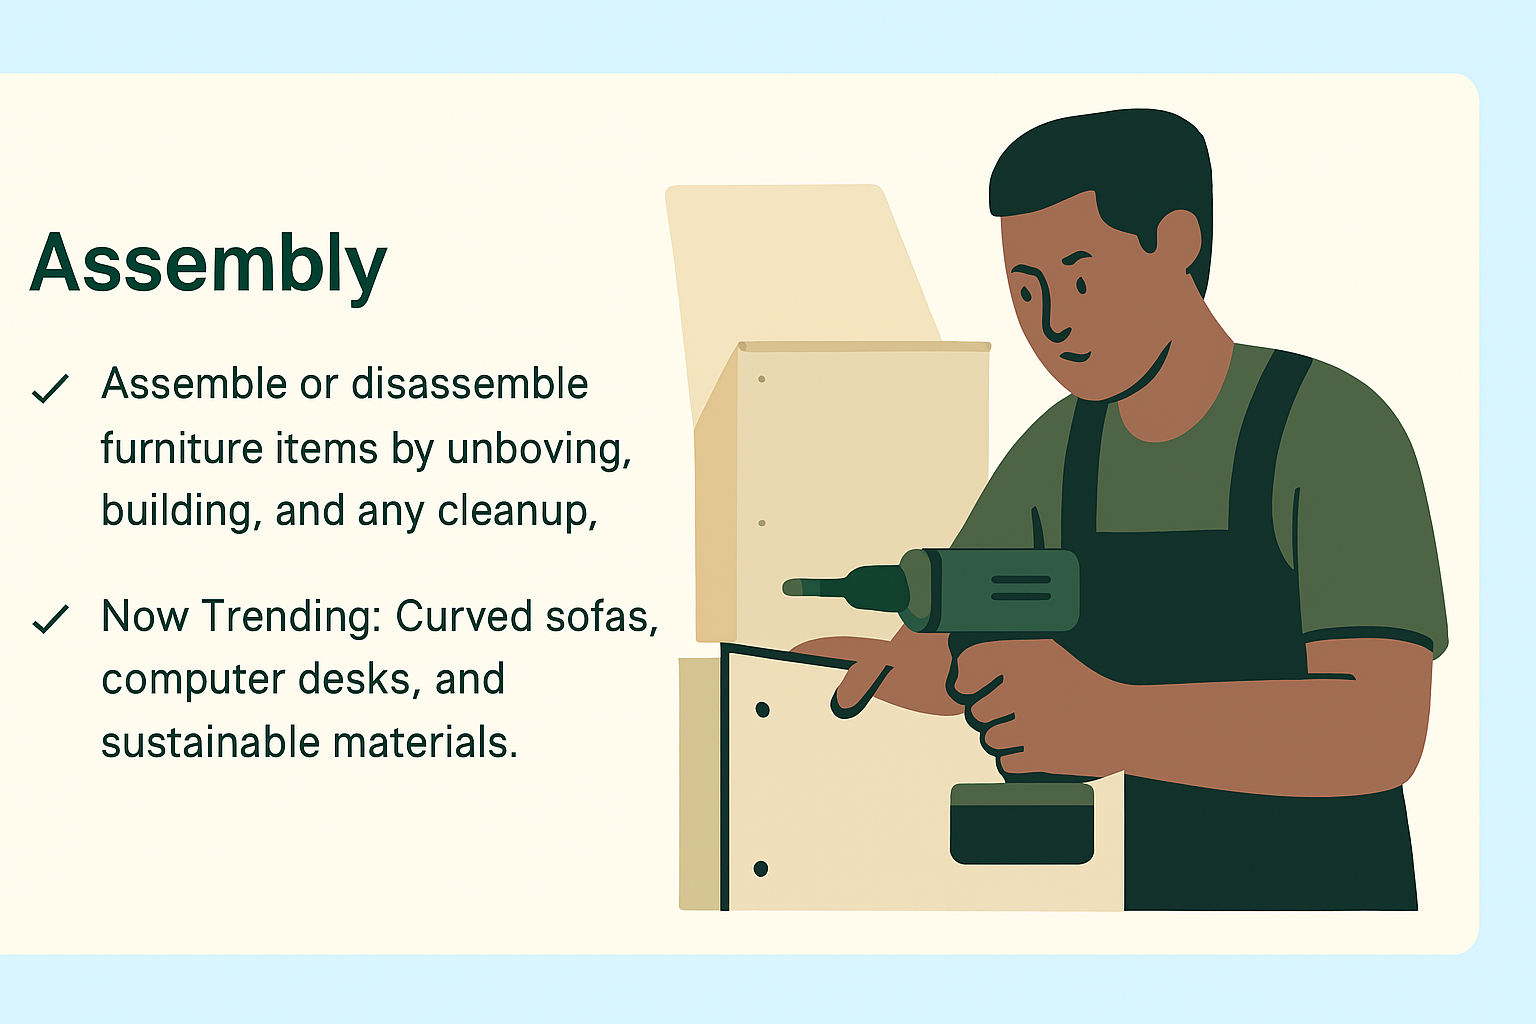 Assembly
Assemble or disassemble
furniture items by unboving,
building, and any cleanup,
Now Trending: Curved sofas,
computer desks, and
sustainable materials.